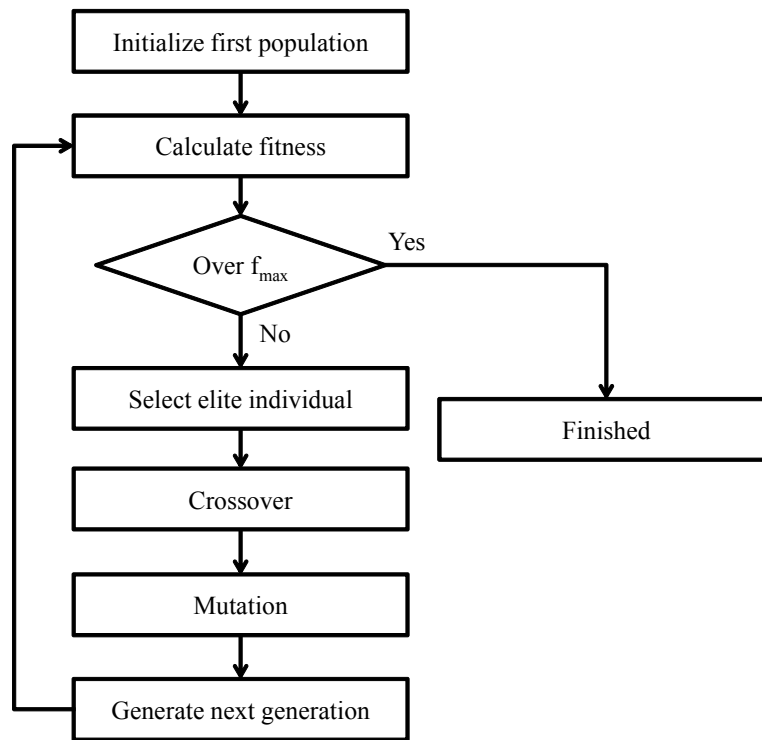 Initialize first population
Calculate fitness
Over fmax
Yes
No
Select elite individual
Finished
Crossover
Mutation
Generate next generation